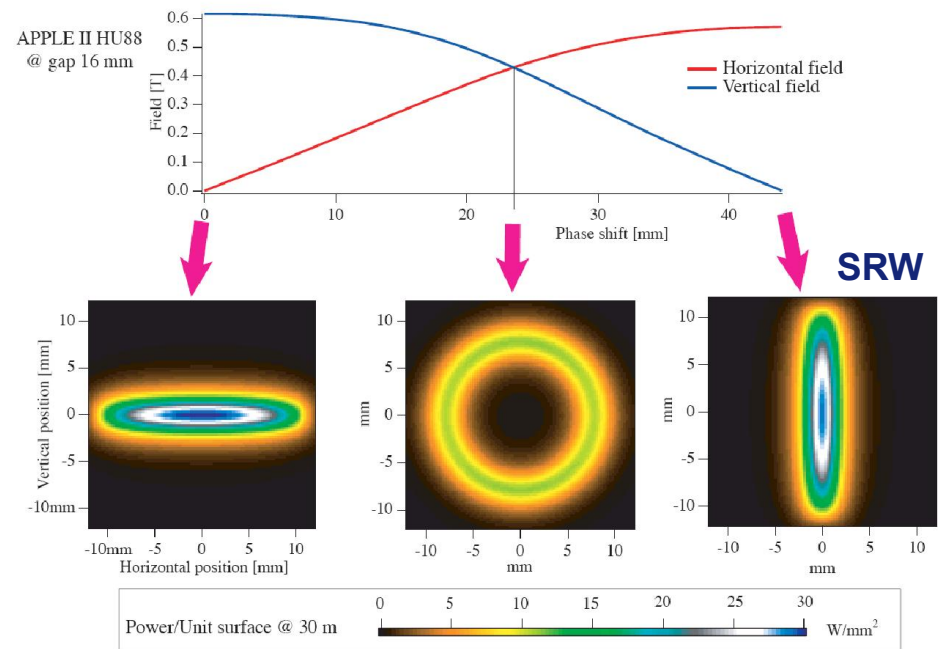 APPLE II HU88
@ gap 16 mm
Field [T]
0.6
0.5
0.4
0.3
0.2
0.1
0.0
Horizontal field
Vertical field
0 10 20 30 40
Phase shift [mm]
SRW
Vertical position [mm]
10
5
0
-5
-10mm
-10mm -5 0 5 10
Horizontal position [mm]
mm
10
5
0
-5
-10
-10 -5 0 5 10
mm
mm
10
5
0
-5
-10
-10 -5 0 5 10
mm
Power/Unit surface @ 30 m
0 5 10 15 20 25 30
W/mm²